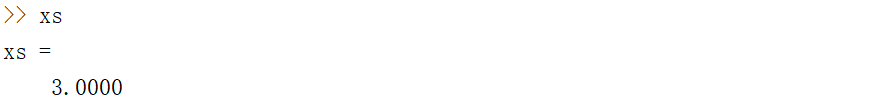 >> xs
xs =
    3.0000